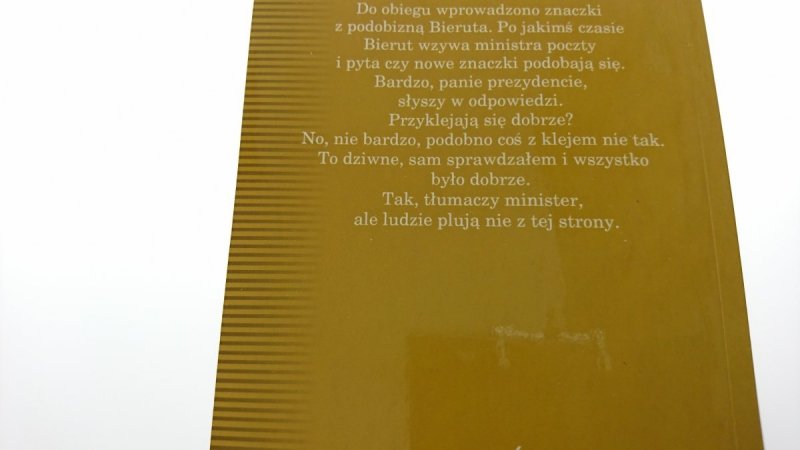 Do obiegu wprowadzono znaczki
z podobizną Bieruta. Po jakimś czasie
Bierut wzywa ministra poczty
i pyta czy nowe znaczki podobają się.
Bardzo, panie prezydencie,
słyszy w odpowiedzi.
Przyklejają się dobrze?
No, nie bardzo, podobno coś z klejem nie tak.
To dziwne, sam sprawdzałem i wszystko
było dobrze.
Tak, tłumaczy minister,
ale ludzie plują nie z tej strony.